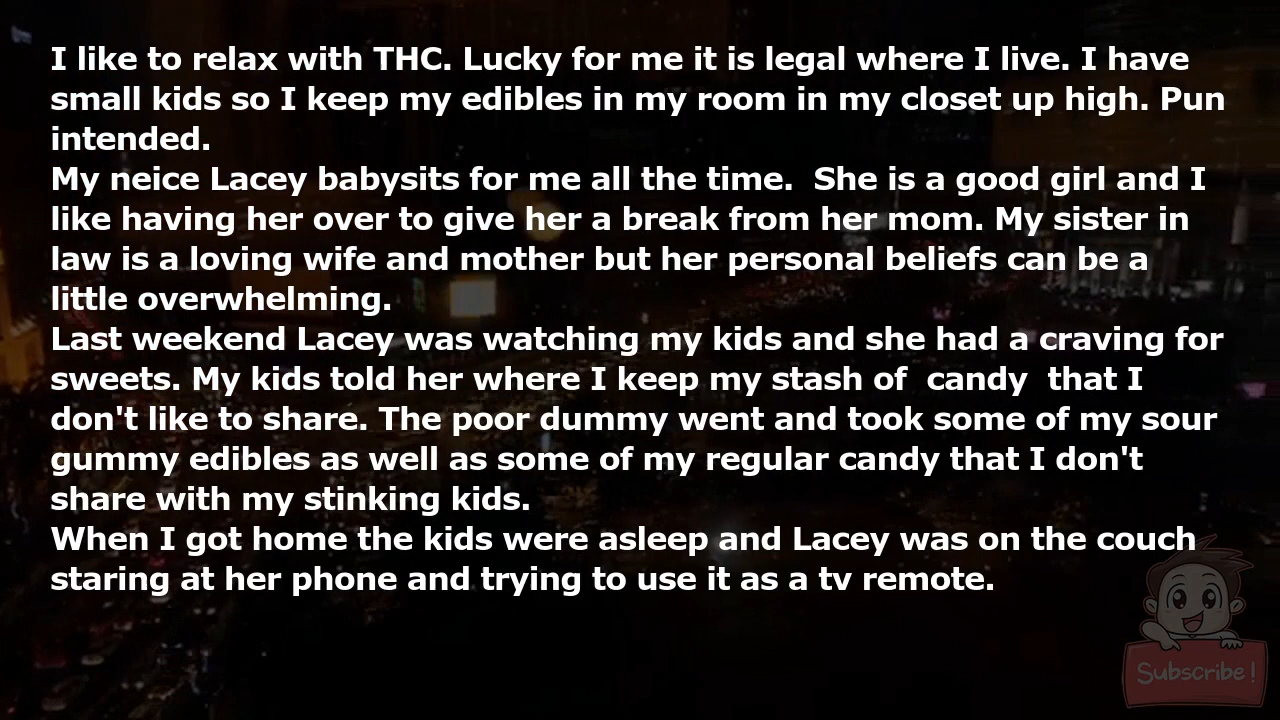 I like to relax with THC. Lucky for me it is legal where I live. I have
small kids so I keep my edibles in my room in my closet up high. Pun
intended.
My neice Lacey babysits for me all the time.  She is a good girl and I
like having her over to give her a break from her mom. My sister in
law is a loving wife and mother but her personal beliefs can be a
little overwhelming.
Last weekend Lacey was watching my kids and she had a craving for
sweets. My kids told her where I keep my stash of  candy  that I
don't like to share. The poor dummy went and took some of my sour
gummy edibles as well as some of my regular candy that I don't
share with my stinking kids.
When I got home the kids were asleep and Lacey was on the couch
staring at her phone and trying to use it as a tv remote.
Subscribe!